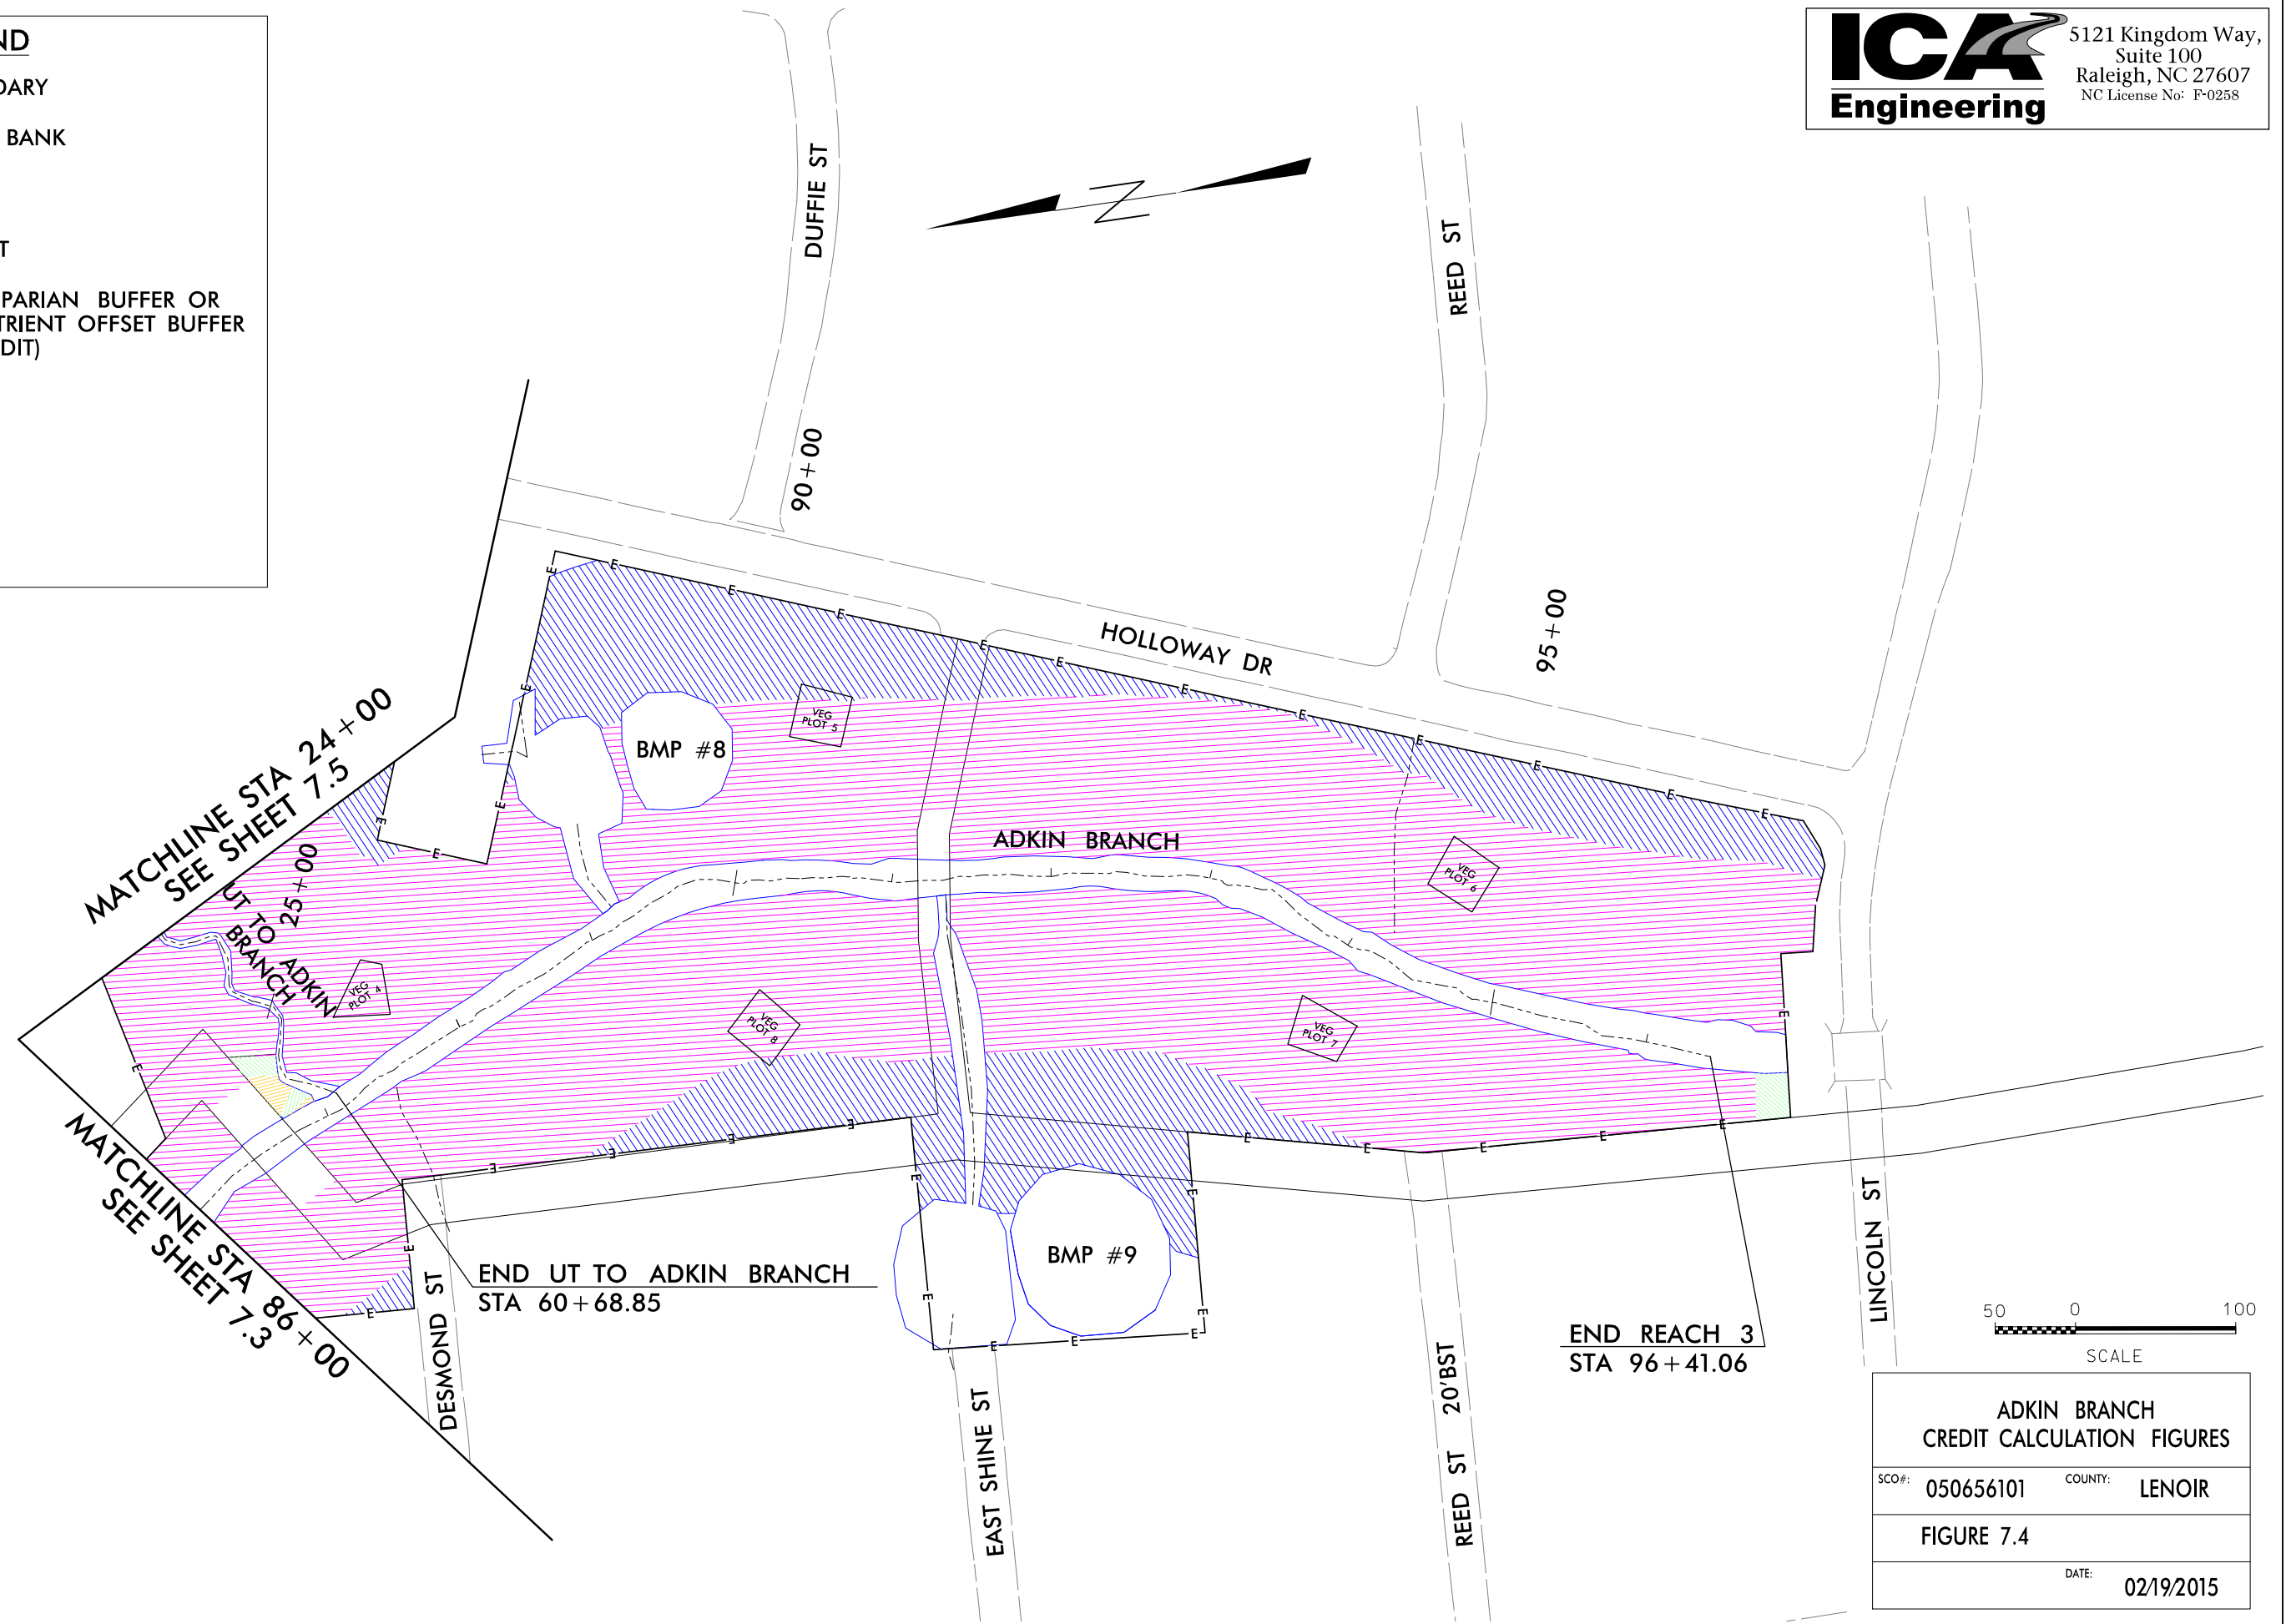 ND
DARY
BANK
T
PARIAN BUFFER OR
TRIENT OFFSET BUFFER
DIT)
ICA
Engineering
5121 Kingdom Way,
Suite 100
Raleigh, NC 27607
NC License No: F-0258
N
DUFFIE ST
REED ST
90+00
95+00
HOLLOWAY DR
MATCHLINE STA 24+00
SEE SHEET 7.5
25+00
UT TO ADKIN
BRANCH
BMP #8
ADKIN BRANCH
VEG
PLOT 5
VEG
PLOT 6
VEG
PLOT 4
VEG
PLOT 8
VEG
PLOT 7
MATCHLINE STA 86+00
SEE SHEET 7.3
END UT TO ADKIN BRANCH
STA 60+68.85
BMP #9
END REACH 3
STA 96+41.06
DESMOND ST
EAST SHINE ST
REED ST 20'BST
LINCOLN ST
E E E E E E E E E E E E E E E E E E E E E E E E E E E E E E E E E E E E
50 0 100
SCALE
ADKIN BRANCH
CREDIT CALCULATION FIGURES
SCO#: 050656101 COUNTY: LENOIR
FIGURE 7.4
DATE: 02/19/2015